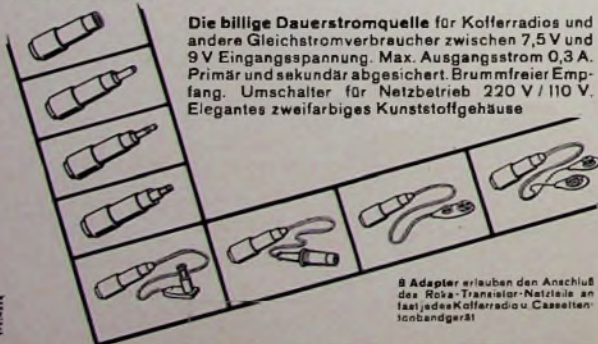 Die billige Dauerstromquelle für Kofferradios und
andere Gleichstromverbraucher zwischen 7,5 V und
9 V Eingangsspannung. Max. Ausgangsstrom 0,3 A.
Primär und sekundär abgesichert. Brummfreier Emp-
fang. Umschalter für Netzbetrieb 220 V / 110 V.
Elegantes zweifarbiges Kunststoffgehäuse
8 Adapter erlauben den Anschluß
des Roka-Transistor-Netzteils an
fast jedes Kofferradio u. Cassetten-
tonbandgerät